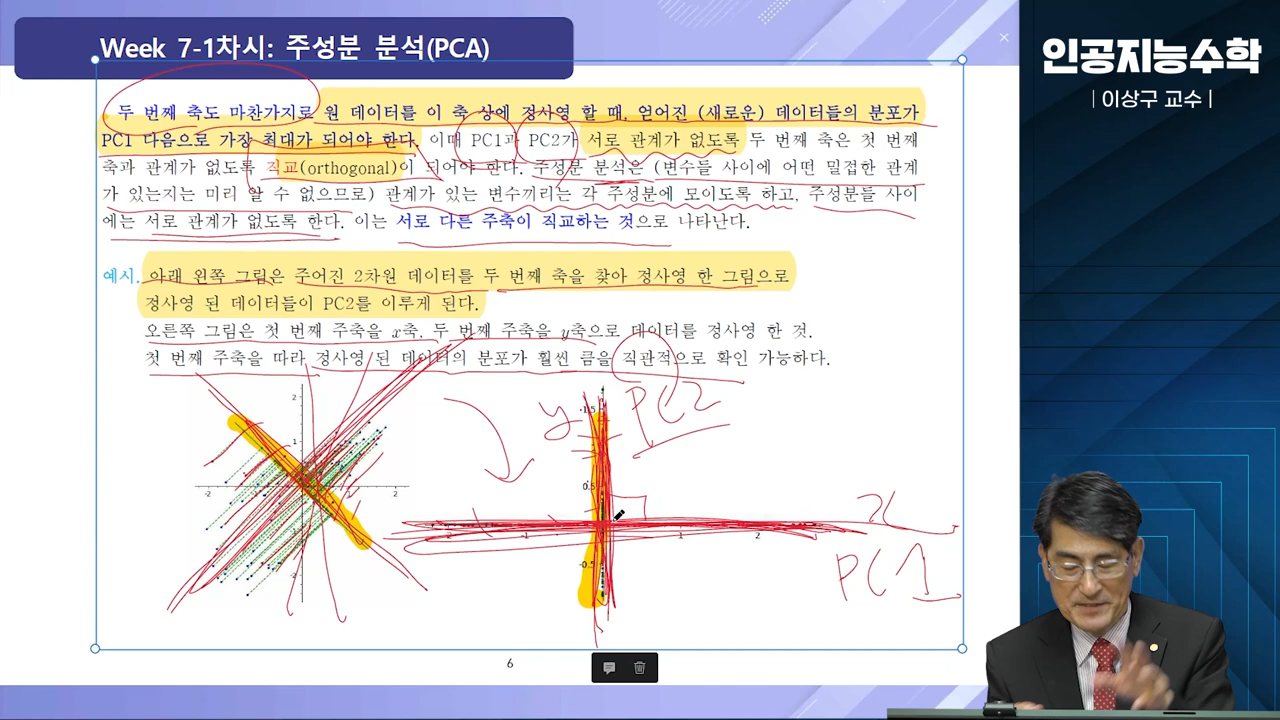 Week 7-1차시: 주성분 분석(PCA)
인공지능수학
| 이상구 교수 |
두 번째 축도 마찬가지로 원 데이터를 이 축 상에 정사영 할 때, 얻어진 (새로운) 데이터들의 분포가
PC1 다음으로 가장 최대가 되어야 한다. 이때 PC1과 PC2가 서로 관계가 없도록 두 번째 축은 첫 번째
축과 관계가 없도록 직교(orthogonal)이 되어야 한다. 주성분 분석은 (변수들 사이에 어떤 밀접한 관계
가 있는지는 미리 알 수 없으므로) 관계가 있는 변수끼리는 각 주성분에 모이도록 하고, 주성분들 사이
에는 서로 관계가 없도록 한다. 이는 서로 다른 주축이 직교하는 것으로 나타난다.
예시. 아래 왼쪽 그림은 주어진 2차원 데이터를 두 번째 축을 찾아 정사영 한 그림으로
정사영 된 데이터들이 PC2를 이루게 된다.
오른쪽 그림은 첫 번째 주축을 x축, 두 번째 주축을 y축으로 데이터를 정사영 한 것.
첫 번째 주축을 따라 정사영 된 데이터의 분포가 훨씬 큼을 직관적으로 확인 가능하다.
2
1
-2
2
-2
y
PC2
1.5
0.5
x
-1
1
2
-0.5
PC1
6